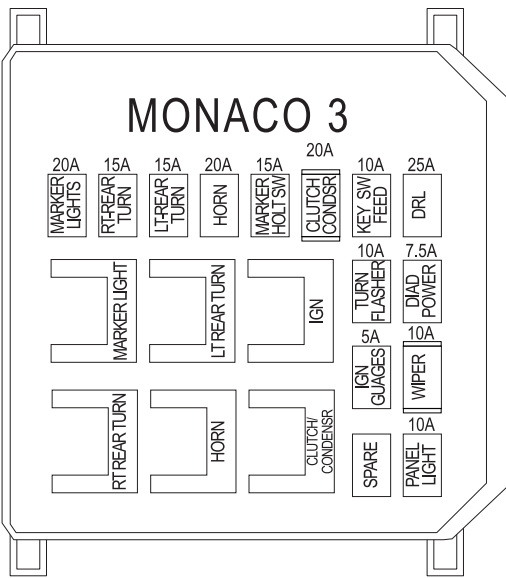 MONACO 3
20A
MARKER
LIGHTS
15A
RT-REAR
TURN
15A
LT-REAR
TURN
20A
HORN
15A
MARKER
HOLT SW
20A
CLUTCH
CONDSR
10A
KEY SW
FEED
25A
DRL
MARKER LIGHT
LT REAR TURN
IGN
10A
TURN
FLASHER
7.5A
DIAD
POWER
5A
IGN
GUAGES
10A
WIPER
RT REAR TURN
HORN
CLUTCH/
CONDENSR
SPARE
10A
PANEL
LIGHT